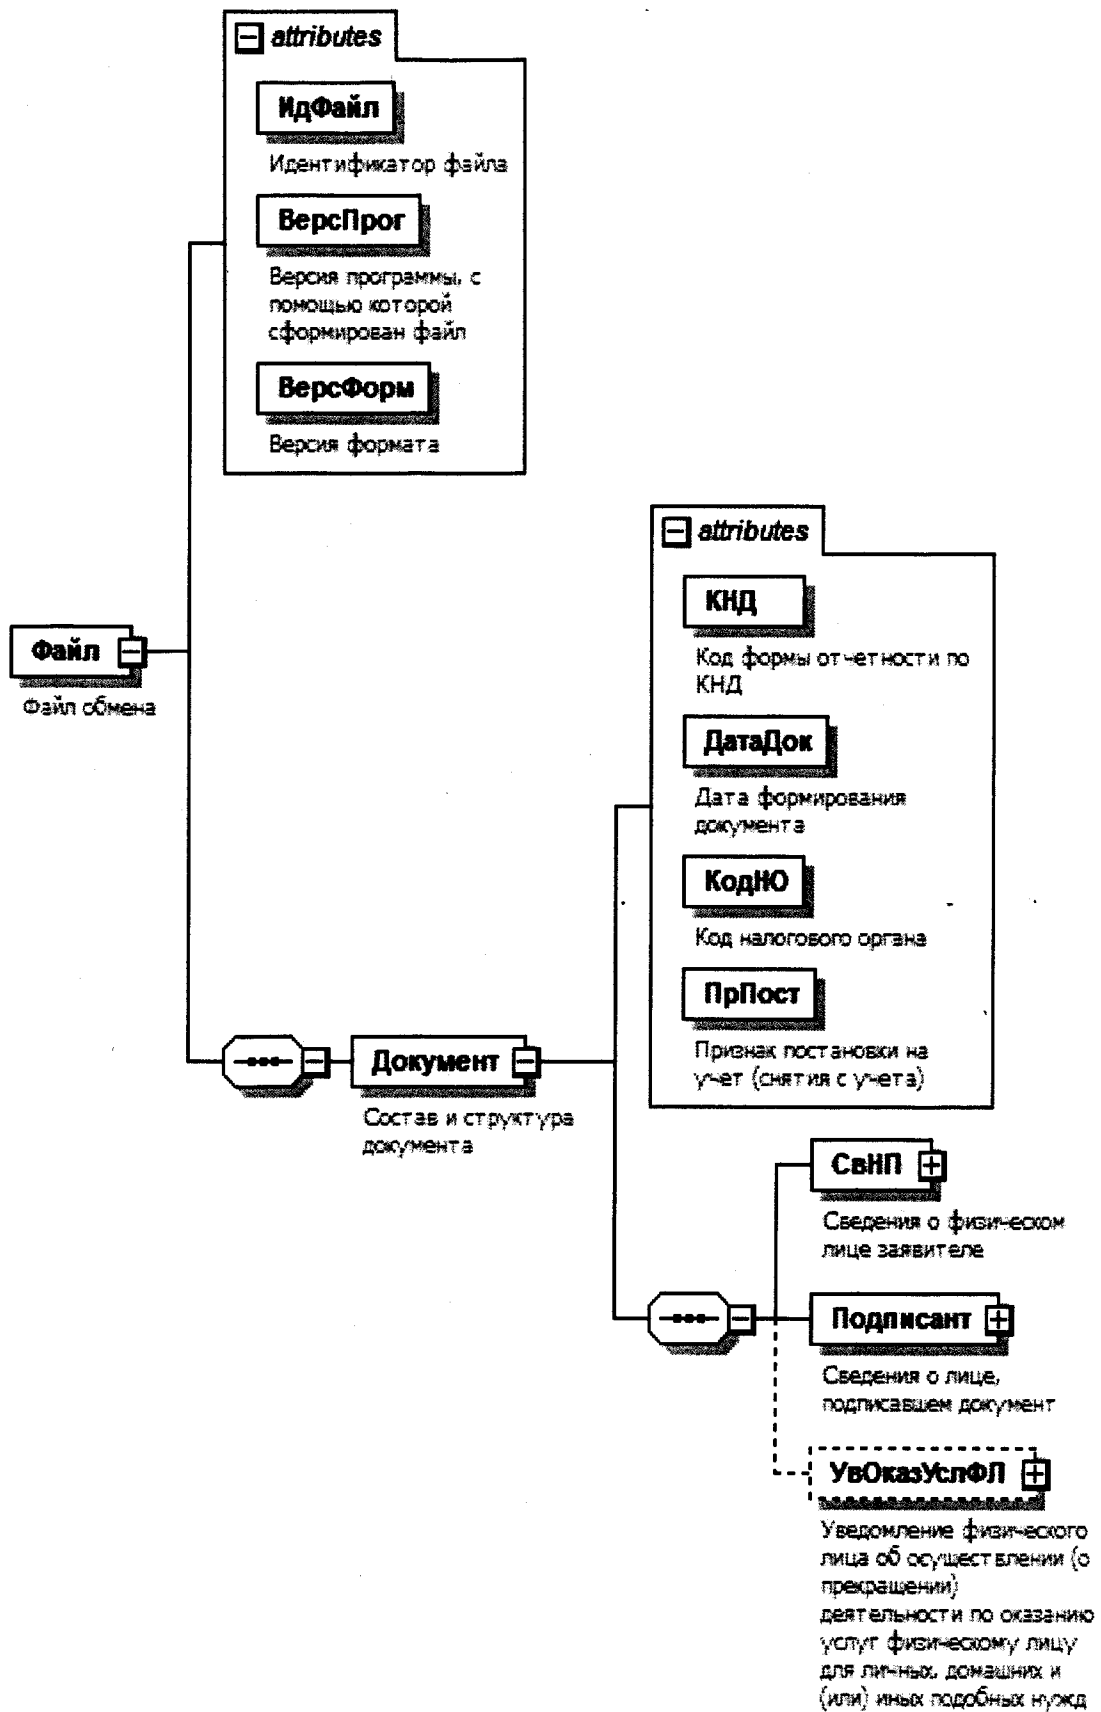 attributes
ИдФайл
Идентификатор файла
ВерсПрог
Версия программы, с
помощью которой
сформирован файл
ВерсФорм
Версия формата
attributes
КНД
Код формы отчетности по
КНД
ДатаДок
Дата формирования
документа
КодНО
Код налогового органа
ПрПост
Признак постановки на
учет (снятия с учета)
Файл
Файл обмена
Документ
Состав и структура
документа
СвНП
Сведения о физическом
лице заявителе
Подписант
Сведения о лице,
подписавшем документ
УвОказУслФЛ
Уведомление физического
лица об осуществлении (о
прекращении)
деятельности по оказанию
услуг физическому лицу
для личных, домашних и
(или) иных подобных нужд